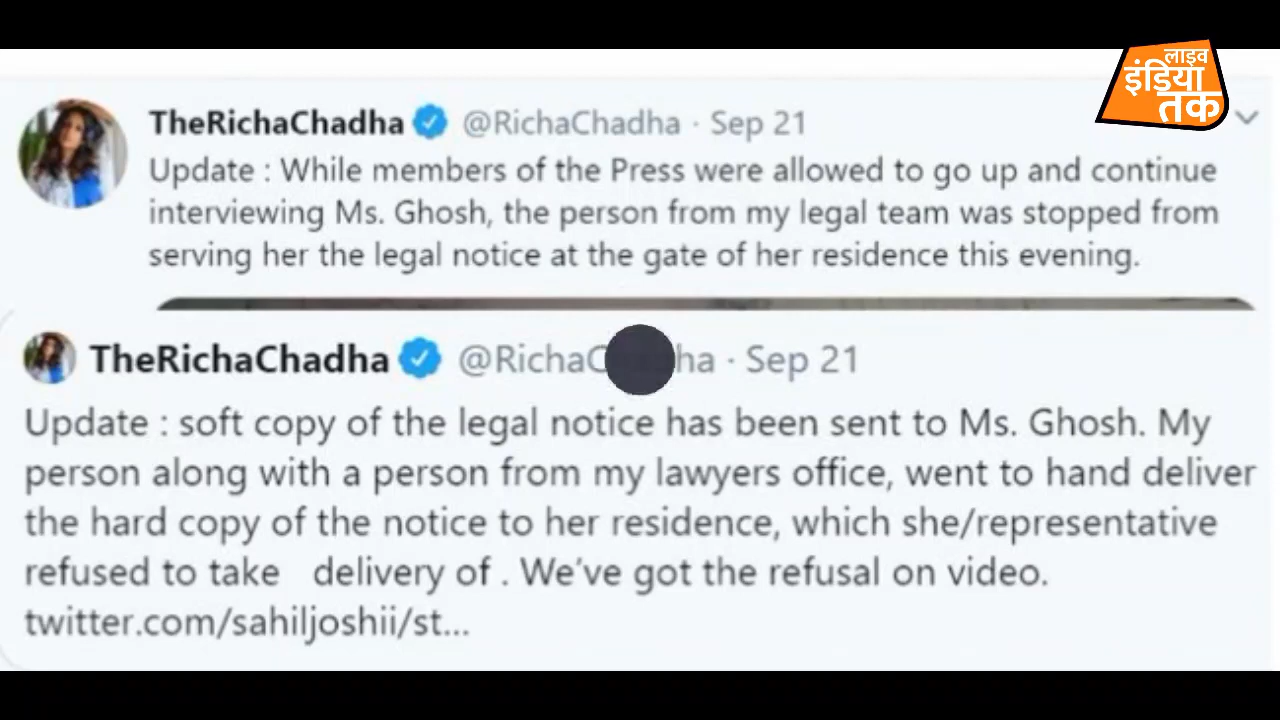 लाइव
इंडिया
तक
TheRichaChadha @RichaChadha · Sep 21
Update : While members of the Press were allowed to go up and continue
interviewing Ms. Ghosh, the person from my legal team was stopped from
serving her the legal notice at the gate of her residence this evening.
TheRichaChadha @RichaChadha · Sep 21
Update : soft copy of the legal notice has been sent to Ms. Ghosh. My
person along with a person from my lawyers office, went to hand deliver
the hard copy of the notice to her residence, which she/representative
refused to take delivery of . We've got the refusal on video.
twitter.com/sahiljoshii/st...